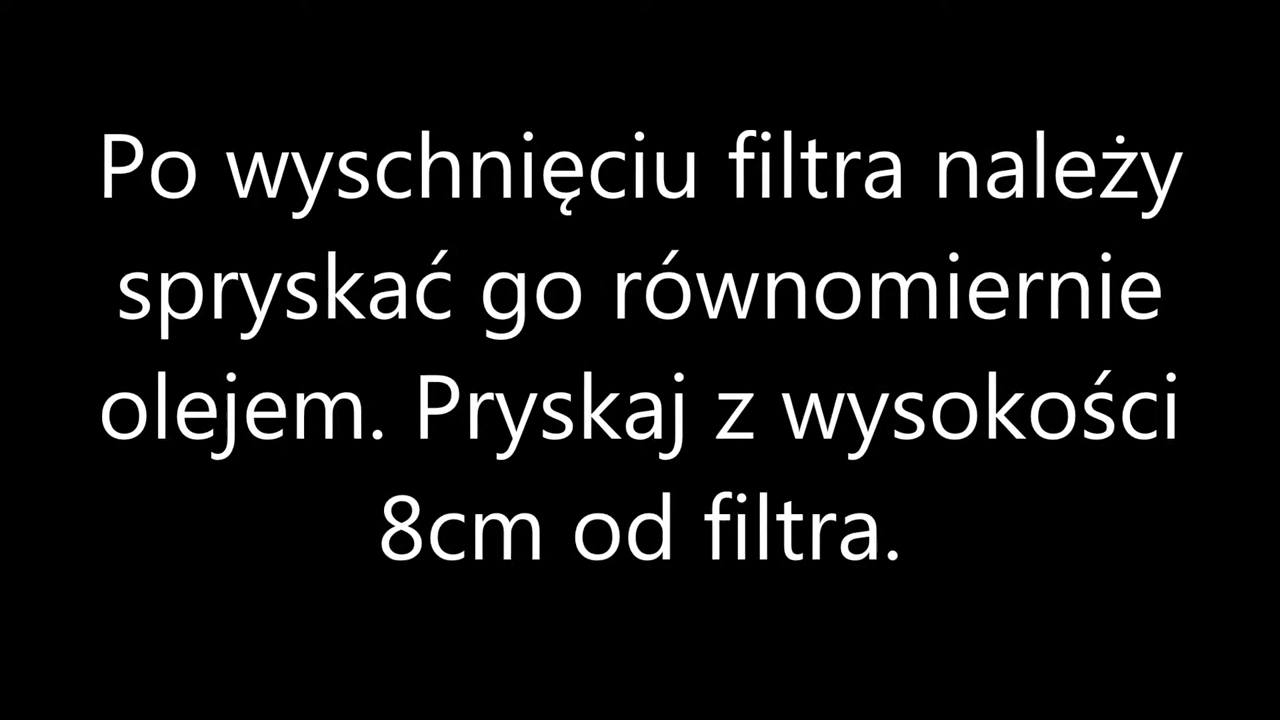 Po wyschnięciu filtra należy
spryskać go równomiernie
olejem. Pryskaj z wysokości
8cm od filtra.